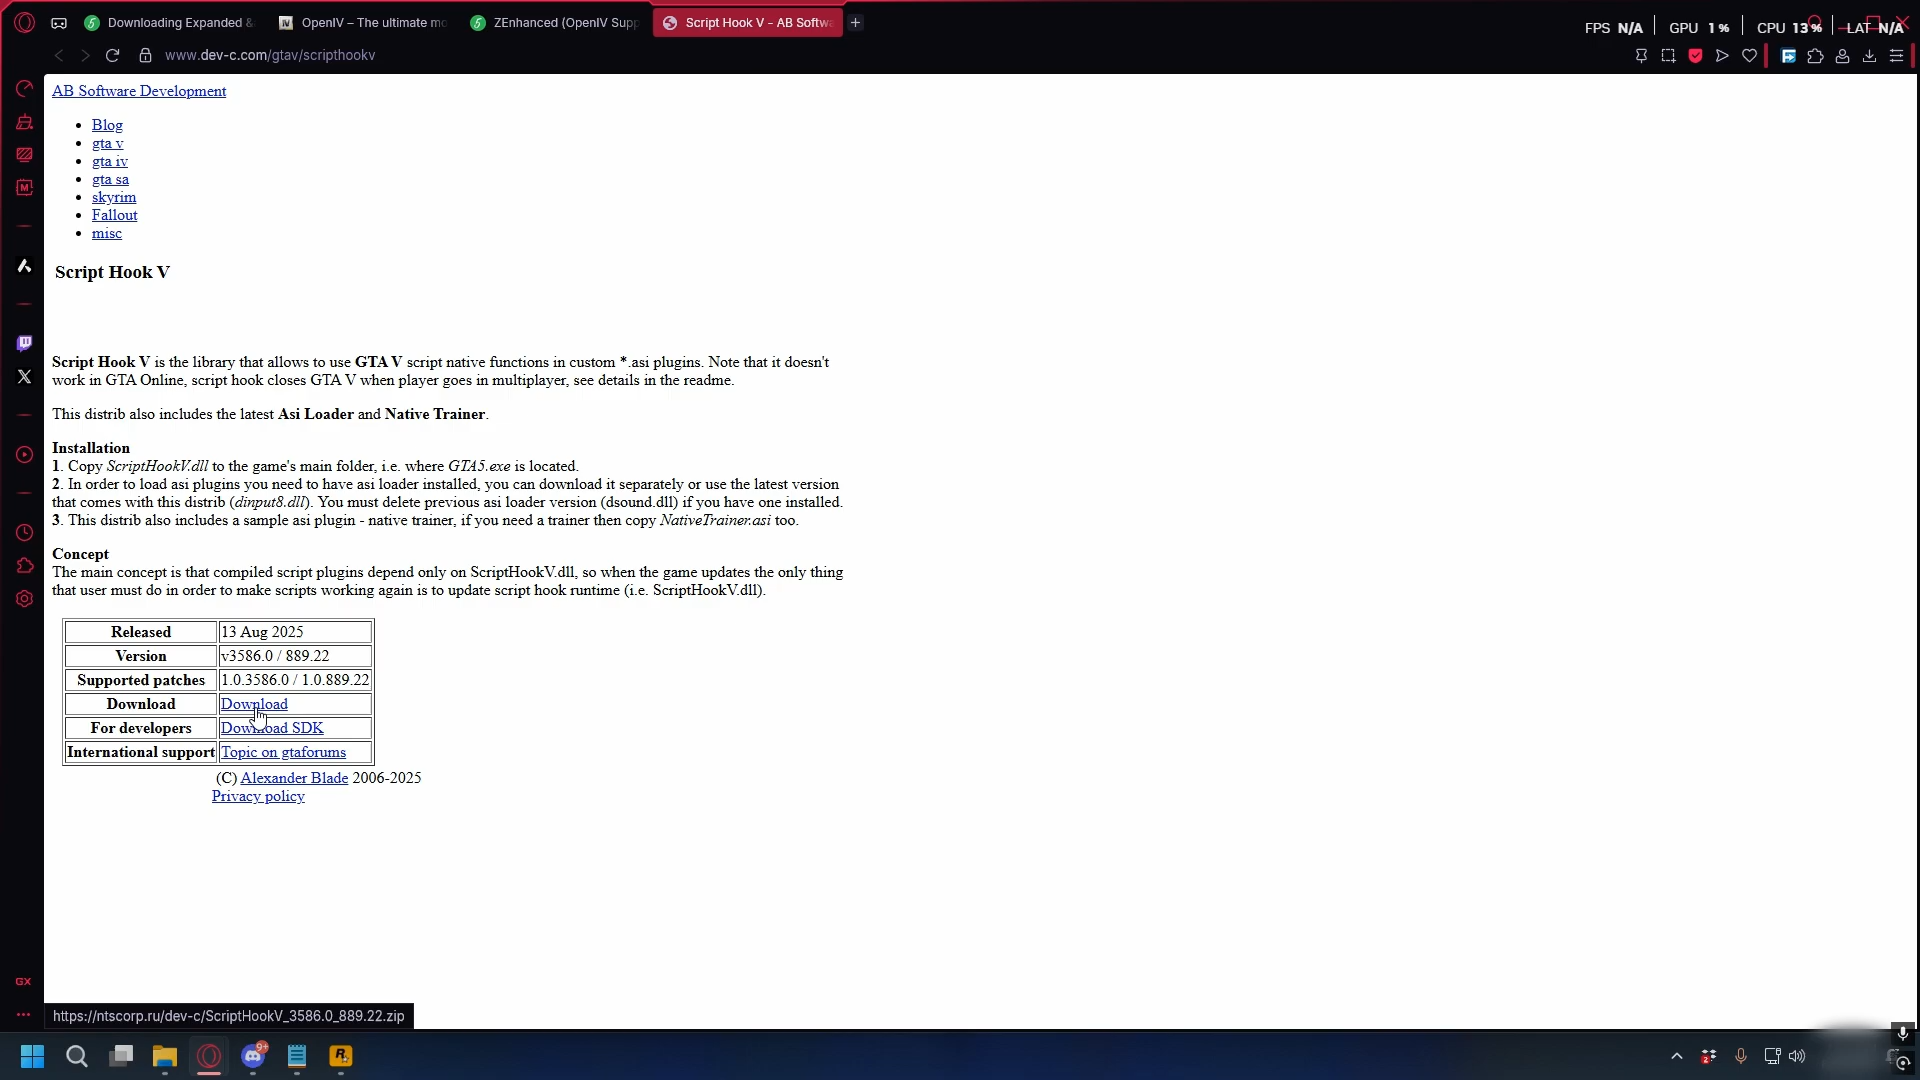 Downloading Expanded &
OpenIV – The ultimate mo
ZEnhanced (OpenIV Supp
Script Hook V - AB Softwa
FPS N/A
GPU 1 %
CPU 13 %
LAT N/A
www.dev-c.com/gtav/scripthookv
AB Software Development
Blog
gta v
gta iv
gta sa
skyrim
Fallout
misc
Script Hook V
Script Hook V is the library that allows to use GTA V script native functions in custom *.asi plugins. Note that it doesn't
work in GTA Online, script hook closes GTA V when player goes in multiplayer, see details in the readme.
This distrib also includes the latest Asi Loader and Native Trainer.
Installation
1. Copy ScriptHookV.dll to the game's main folder, i.e. where GTA5.exe is located.
2. In order to load asi plugins you need to have asi loader installed, you can download it separately or use the latest version
that comes with this distrib (dinput8.dll). You must delete previous asi loader version (dsound.dll) if you have one installed.
3. This distrib also includes a sample asi plugin - native trainer, if you need a trainer then copy NativeTrainer.asi too.
Concept
The main concept is that compiled script plugins depend only on ScriptHookV.dll, so when the game updates the only thing
that user must do in order to make scripts working again is to update script hook runtime (i.e. ScriptHookV.dll).
Released 13 Aug 2025
Version v3586.0 / 889.22
Supported patches 1.0.3586.0 / 1.0.889.22
Download Download
For developers Download SDK
International support Topic on gtaforums
(C) Alexander Blade 2006-2025
Privacy policy
GX
https://ntscorp.ru/dev-c/ScriptHookV_3586.0_889.22.zip
9+
2